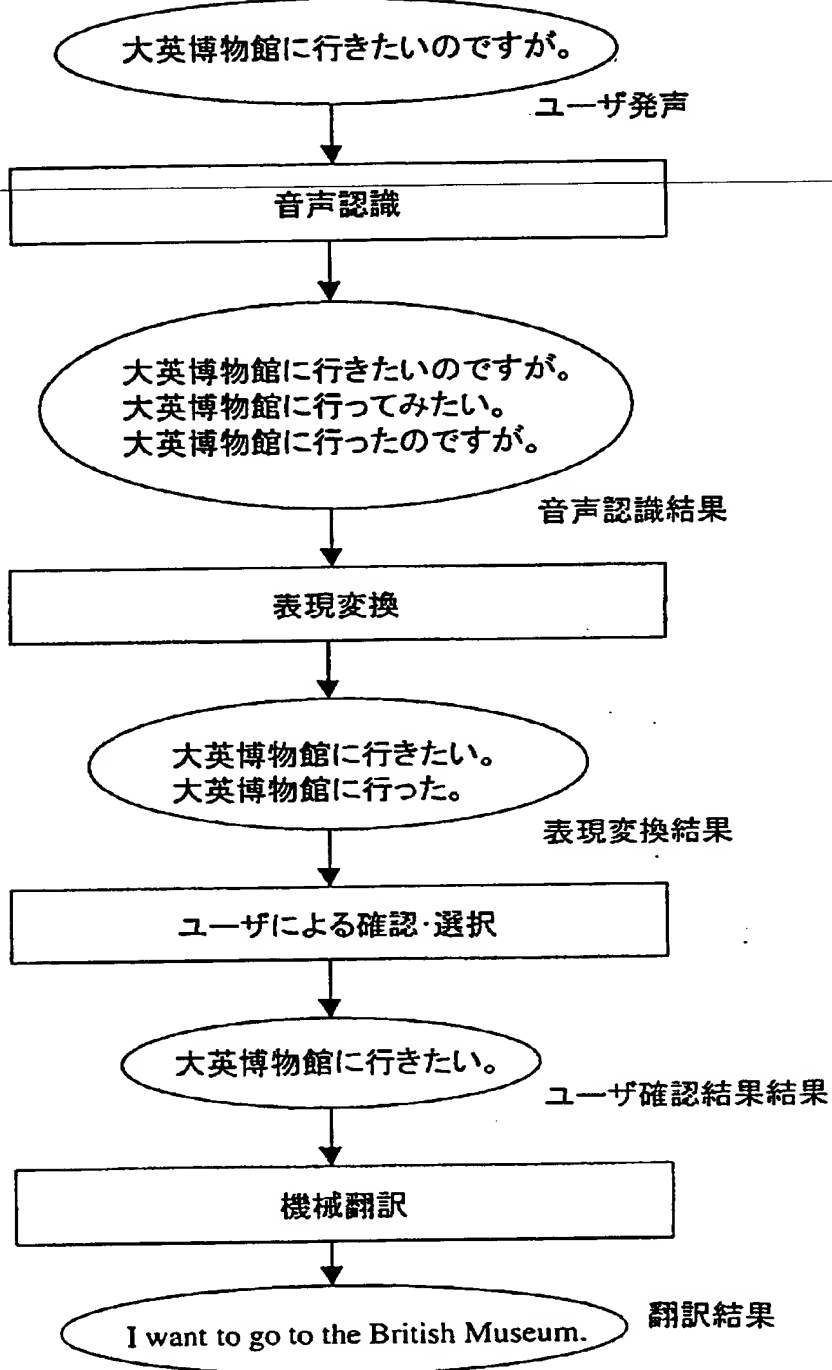 大英博物館に行きたいのですが。
ユーザ発声
音声認識
大英博物館に行きたいのですが。
大英博物館に行ってみたい。
大英博物館に行ったのですが。
音声認識結果
表現変換
大英博物館に行きたい。
大英博物館に行った。
表現変換結果
ユーザによる確認・選択
大英博物館に行きたい。
ユーザ確認結果結果
機械翻訳
翻訳結果
I want to go to the British Museum.